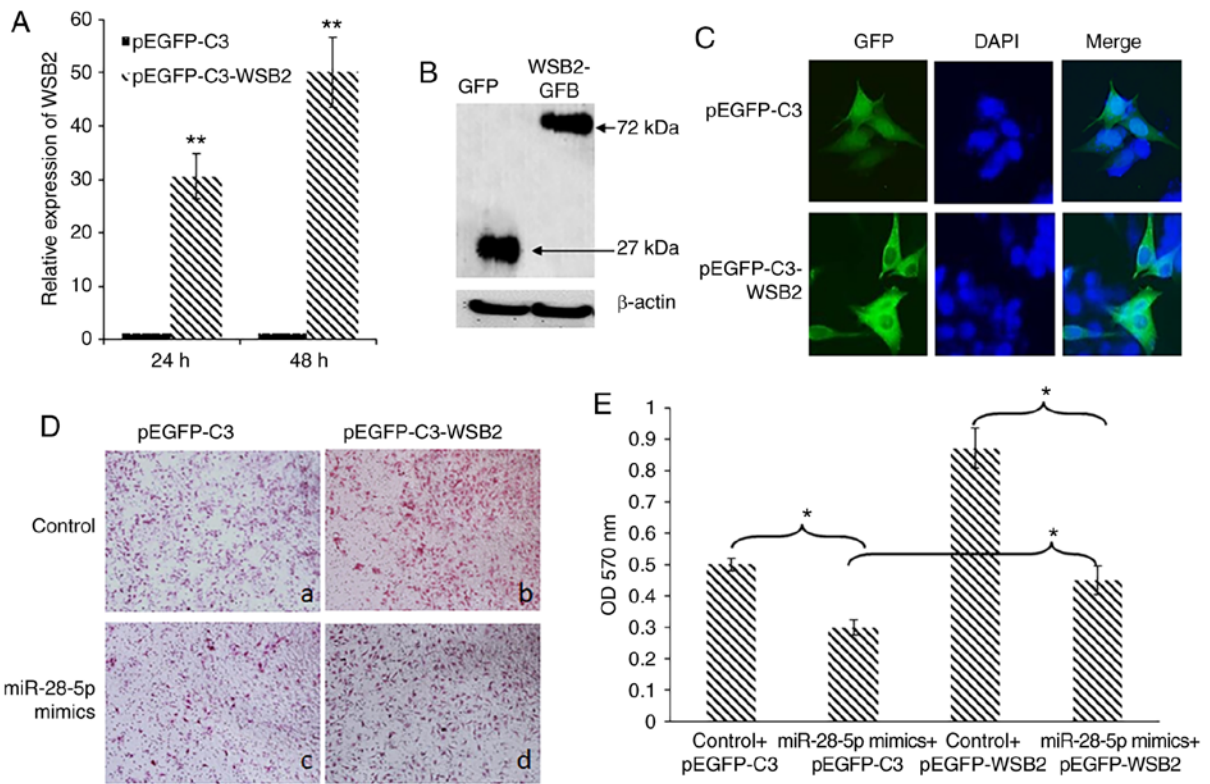 A
60
50
40
30
20
10
0
Relative expression of WSB2
pEGFP-C3
pEGFP-C3-WSB2
**
**
24 h
48 h
B
GFP
WSB2-
GFB
72 kDa
27 kDa
β-actin
C
GFP
DAPI
Merge
pEGFP-C3
pEGFP-C3-
WSB2
D
pEGFP-C3
pEGFP-C3-WSB2
Control
a
b
miR-28-5p
mimics
c
d
E
1
0.9
0.8
0.7
0.6
0.5
0.4
0.3
0.2
0.1
0
OD 570 nm
*
*
*
Control+
pEGFP-C3
miR-28-5p mimics+
pEGFP-C3
Control+
pEGFP-WSB2
miR-28-5p mimics+
pEGFP-WSB2